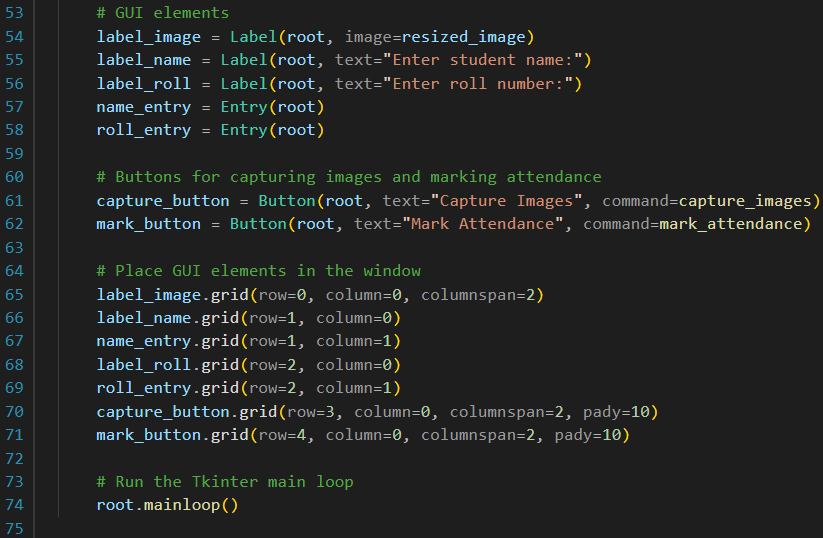 53 # GUI elements
54 label_image = Label(root, image=resized_image)
55 label_name = Label(root, text="Enter student name:")
56 label_roll = Label(root, text="Enter roll number:")
57 name_entry = Entry(root)
58 roll_entry = Entry(root)
59
60 # Buttons for capturing images and marking attendance
61 capture_button = Button(root, text="Capture Images", command=capture_images)
62 mark_button = Button(root, text="Mark Attendance", command=mark_attendance)
63
64 # Place GUI elements in the window
65 label_image.grid(row=0, column=0, columnspan=2)
66 label_name.grid(row=1, column=0)
67 name_entry.grid(row=1, column=1)
68 label_roll.grid(row=2, column=0)
69 roll_entry.grid(row=2, column=1)
70 capture_button.grid(row=3, column=0, columnspan=2, pady=10)
71 mark_button.grid(row=4, column=0, columnspan=2, pady=10)
72
73 # Run the Tkinter main loop
74 root.mainloop()
75